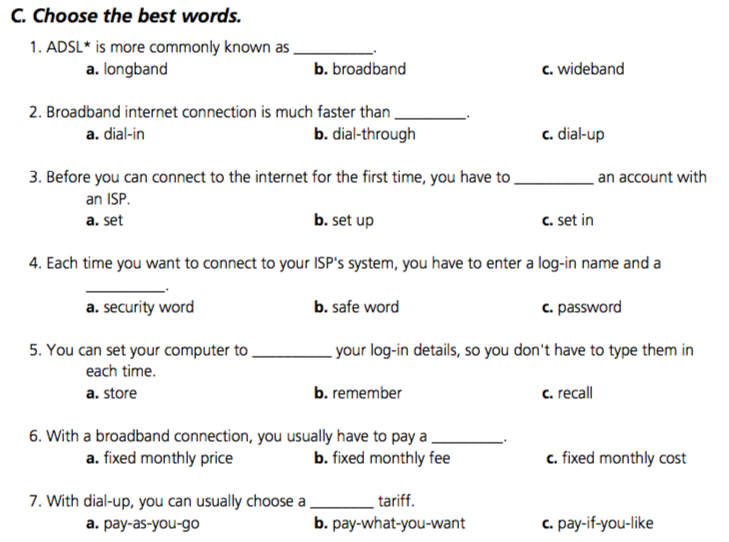 C. Choose the best words.
1. ADSL* is more commonly known as __________.
a. longband b. broadband c. wideband
2. Broadband internet connection is much faster than _________.
a. dial-in b. dial-through c. dial-up
3. Before you can connect to the internet for the first time, you have to __________ an account with
an ISP.
a. set b. set up c. set in
4. Each time you want to connect to your ISP's system, you have to enter a log-in name and a
__________.
a. security word b. safe word c. password
5. You can set your computer to __________ your log-in details, so you don't have to type them in
each time.
a. store b. remember c. recall
6. With a broadband connection, you usually have to pay a _________.
a. fixed monthly price b. fixed monthly fee c. fixed monthly cost
7. With dial-up, you can usually choose a ________ tariff.
a. pay-as-you-go b. pay-what-you-want c. pay-if-you-like